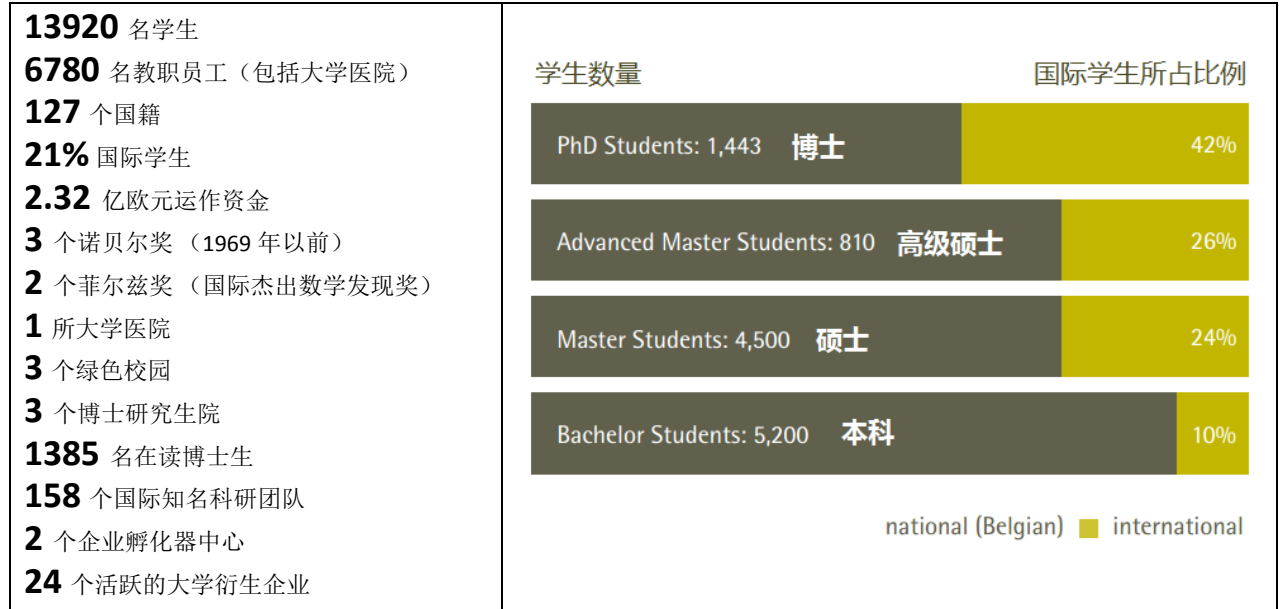 13920 名学生
6780 名教职员工（包括大学医院）
127 个国籍
21% 国际学生
2.32 亿欧元运作资金
3 个诺贝尔奖 （1969 年以前）
2 个菲尔兹奖 （国际杰出数学发现奖）
1 所大学医院
3 个绿色校园
3 个博士研究生院
1385 名在读博士生
158 个国际知名科研团队
2 个企业孵化器中心
24 个活跃的大学衍生企业
学生数量 国际学生所占比例
PhD Students: 1,443 博士 42%
Advanced Master Students: 810 高级硕士 26%
Master Students: 4,500 硕士 24%
Bachelor Students: 5,200 本科 10%
national (Belgian) international